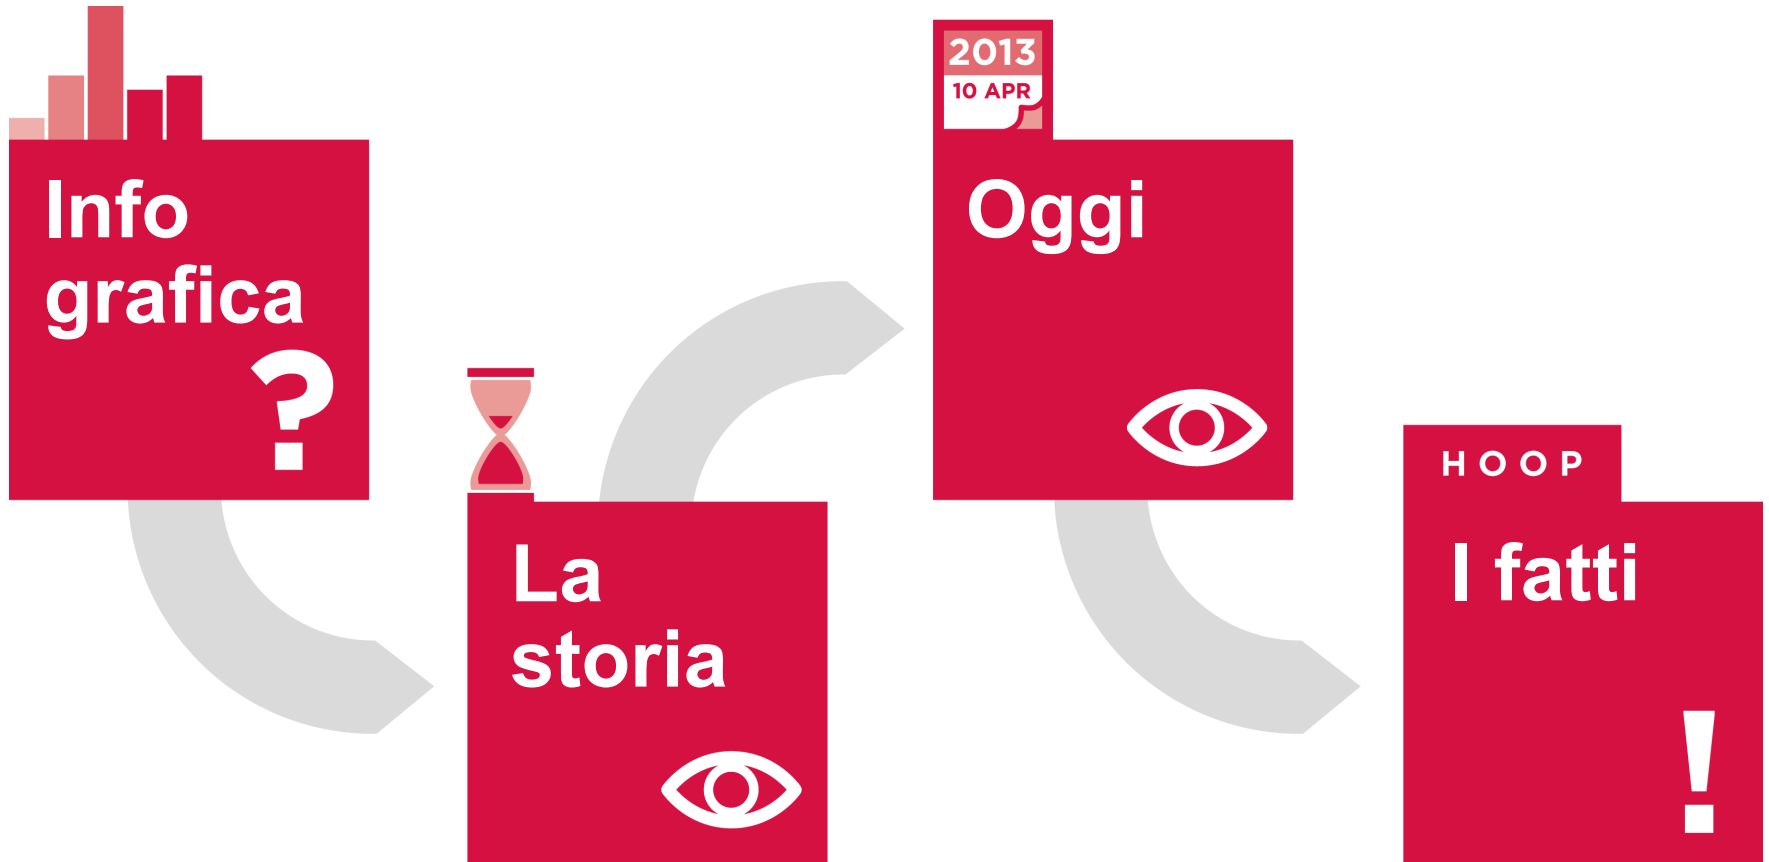 Info
grafica
?
La
storia
2013
10 APR
Oggi
HOOP
I fatti
!